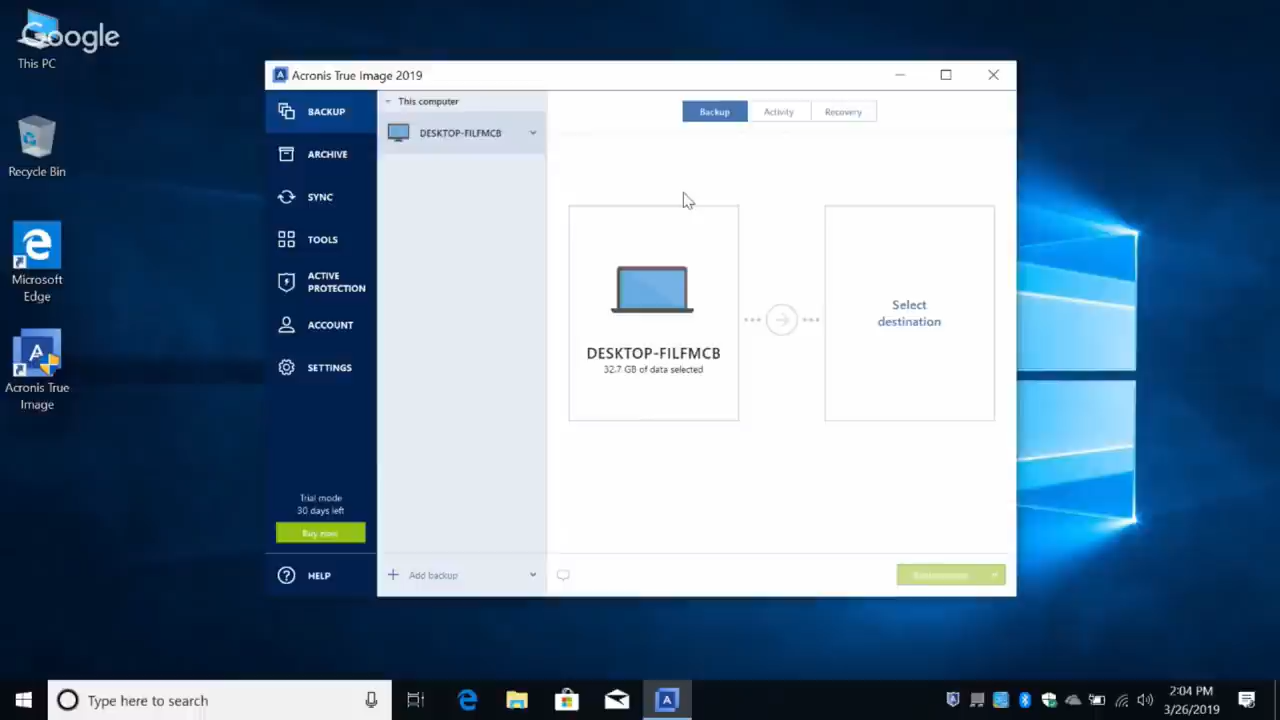 Google
This PC
Recycle Bin
Microsoft
Edge
Acronis True
Image
Acronis True Image 2019
BACKUP
ARCHIVE
SYNC
TOOLS
ACTIVE
PROTECTION
ACCOUNT
SETTINGS
Trial mode
30 days left
Buy now
HELP
This computer
DESKTOP-FILFMCB
Add backup
Backup
Activity
Recovery
DESKTOP-FILFMCB
32.7 GB of data selected
Select
destination
Type here to search
2:04 PM
3/26/2019